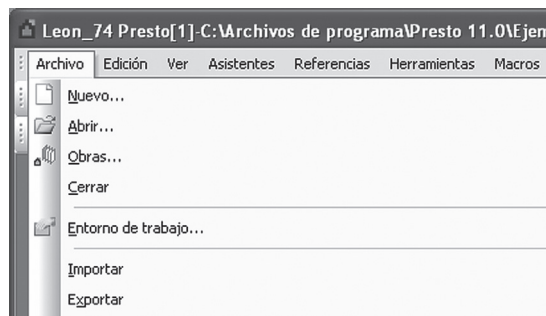 Leon_74 Presto[1]-C:\Archivos de programa\Presto 11.0\Ejen
Archivo Edición Ver Asistentes Referencias Herramientas Macros
Nuevo...
Abrir...
Obras...
Cerrar
Entorno de trabajo...
Importar
Exportar